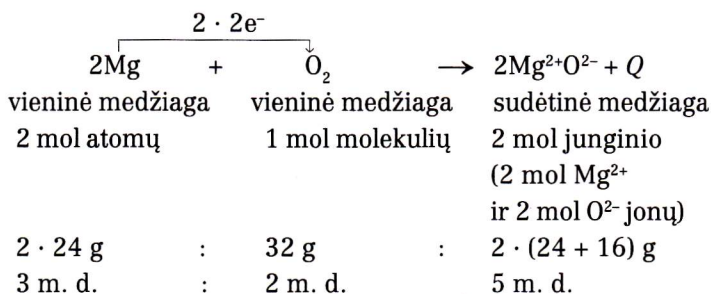 2 · 2e⁻
2Mg + O₂ → 2Mg²⁺O²⁻ + Q
vieninė medžiaga vieninė medžiaga sudėtinė medžiaga
2 mol atomų 1 mol molekulių 2 mol junginio
(2 mol Mg²⁺
ir 2 mol O²⁻ jonų)
2 · 24 g : 32 g : 2 · (24 + 16) g
3 m. d. : 2 m. d. 5 m. d.